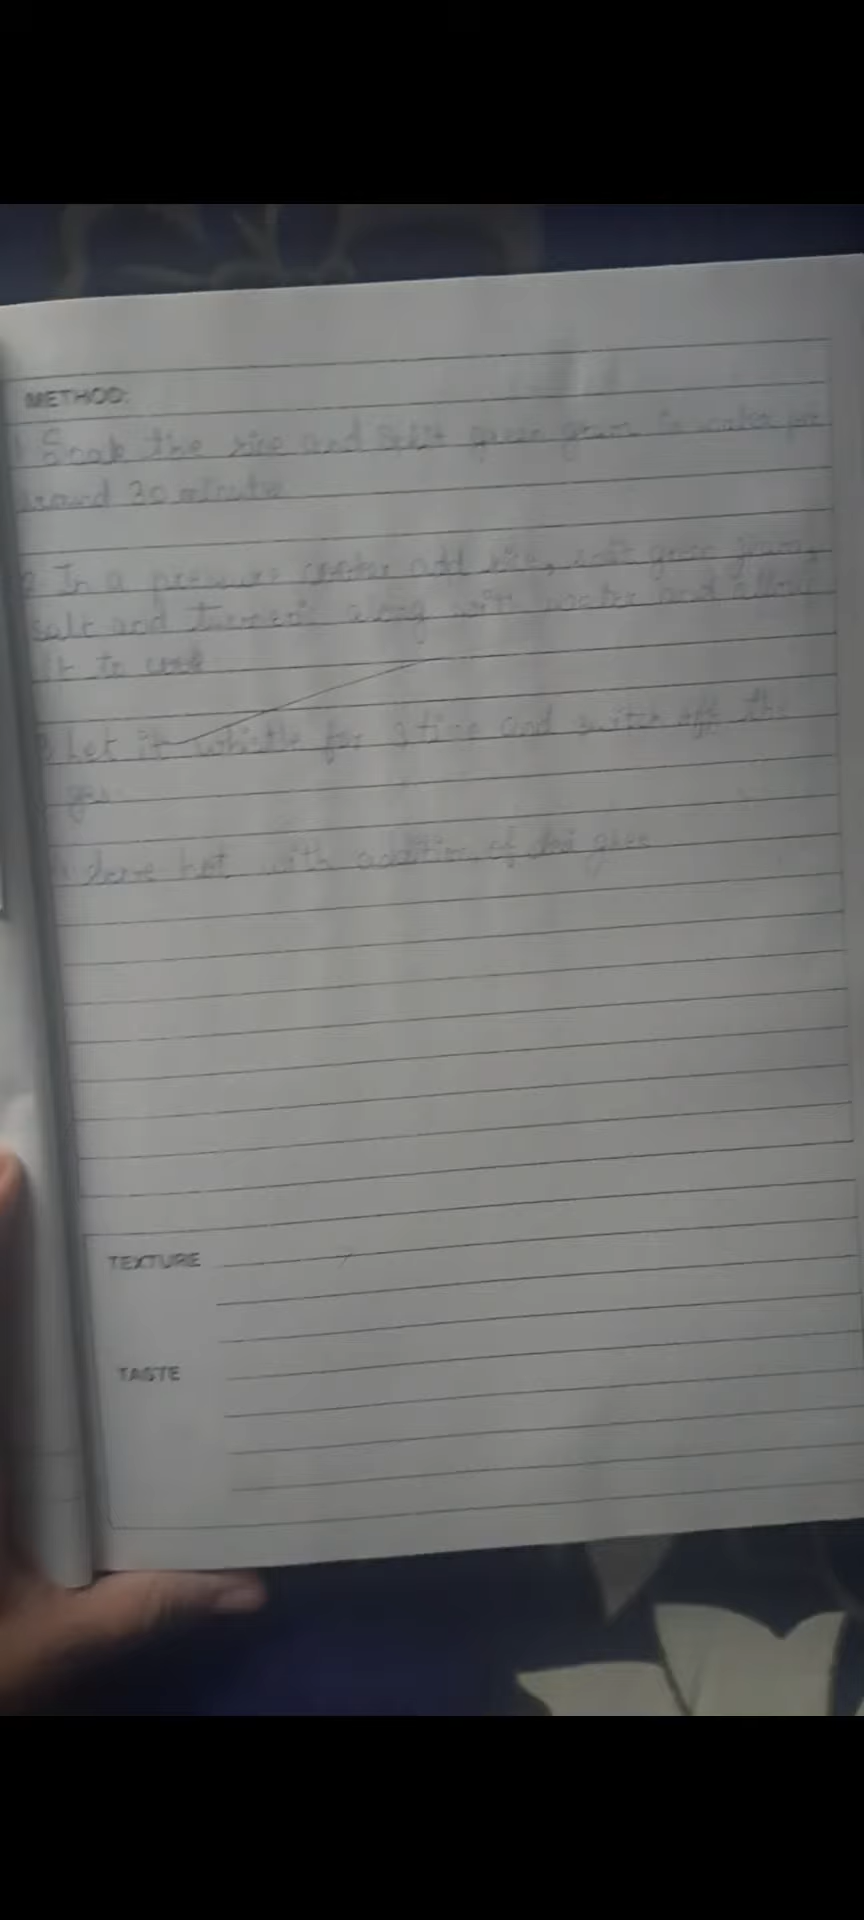 METHOD:
Soak the rice and split green gram in water for
around 30 minutes
2. In a pressure cooker add rice, split green gram,
salt and turmeric along with water and allow
it to cook
3 Let it whistle for 3 time and switch off the
gas
serve hot with addition of ghee
TEXTURE
TASTE